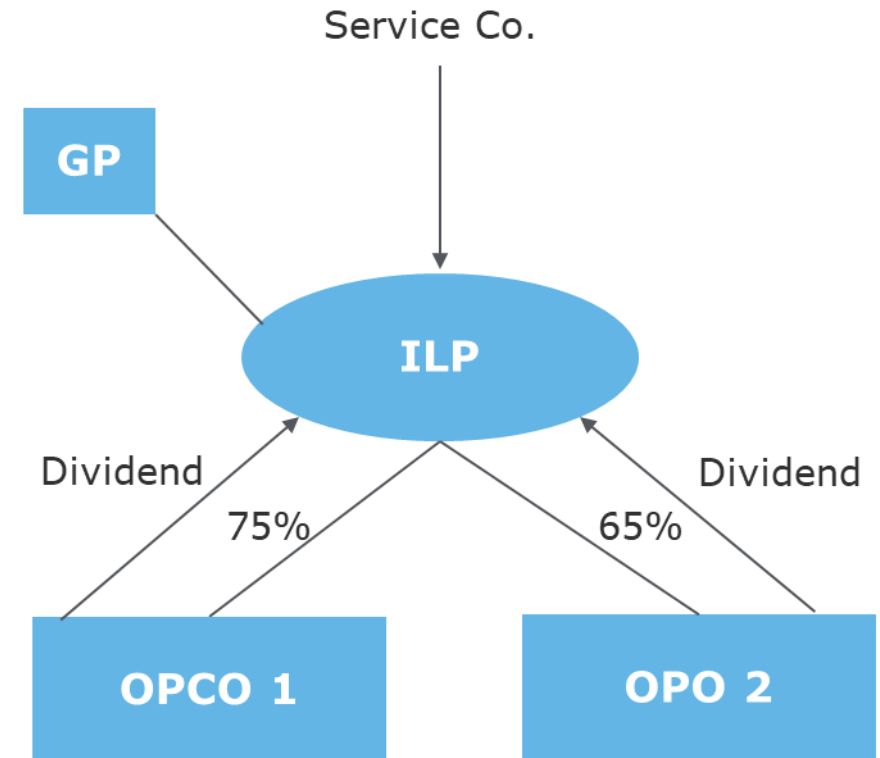 Service Co.
GP
ILP
Dividend
Dividend
75%
65%
OPCO 1
OPO 2